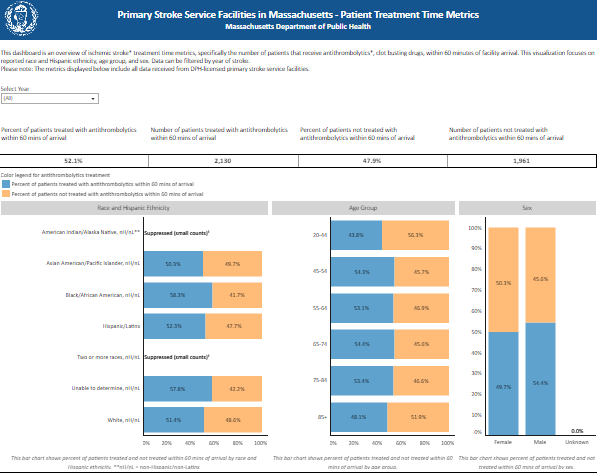 Primary Stroke Service Facilities in Massachusetts - Patient Treatment Time Metrics
Massachusetts Department of Public Health
This dashboard is an overview of ischemic stroke* treatment time metrics, specifically the number of patients that receive antithrombolytics*, clot busting drugs, within 60 minutes of facility arrival. This visualization focuses on
reported race and Hispanic ethnicity, age group, and sex. Data can be filtered by year of stroke.
Please note: The metrics displayed below include all data received from DPH-licensed primary stroke service facilities.
Select Year
(All)
Percent of patients treated with antithrombolytics
within 60 mins of arrival
Number of patients treated with antithrombolytics
within 60 mins of arrival
Percent of patients not treated with
antithrombolytics within 60 mins of arrival
Number of patients not treated with
antithrombolytics within 60 mins of arrival
52.1%
2,130
47.9%
1,961
Color legend for antithrombolytics treatment
Percent of patients treated with antithrombolytics within 60 mins of arrival
Percent of patients not treated with antithrombolytics within 60 mins of arrival
Race and Hispanic Ethnicity
American Indian/Alaska Native, nH/nL** Suppressed (small counts)
Asian American/Pacific Islander, nH/nL 50.3% 49.7%
Black/African American, nH/nL 58.3% 41.7%
Hispanic/Latinx 52.3% 47.7%
Two or more races, nH/nL Suppressed (small counts)
Unable to determine, nH/nL 57.8% 42.2%
White, nH/nL 51.4% 48.6%
0% 20% 40% 60% 80% 100%
This bar chart shows percent of patients treated and not treated within 60 mins of arrival by race and
Hispanic ethnicity. **nH/nL = non-Hispanic/non-Latinx
Age Group
20-44 43.8% 56.3%
45-54 54.3% 45.7%
55-64 53.1% 46.9%
65-74 54.4% 45.6%
75-84 53.4% 46.6%
85+ 48.1% 51.9%
0% 20% 40% 60% 80% 100%
This bar chart shows percent of patients treated and not treated within 60
mins of arrival by age group.
Sex
100%
90%
80%
70%
60%
50%
40%
30%
20%
10%
0%
50.3%
49.7%
45.6%
54.4%
0.0%
Female Male Unknown
This bar chart shows percent of patients treated and not
treated within 60 mins of arrival by sex.